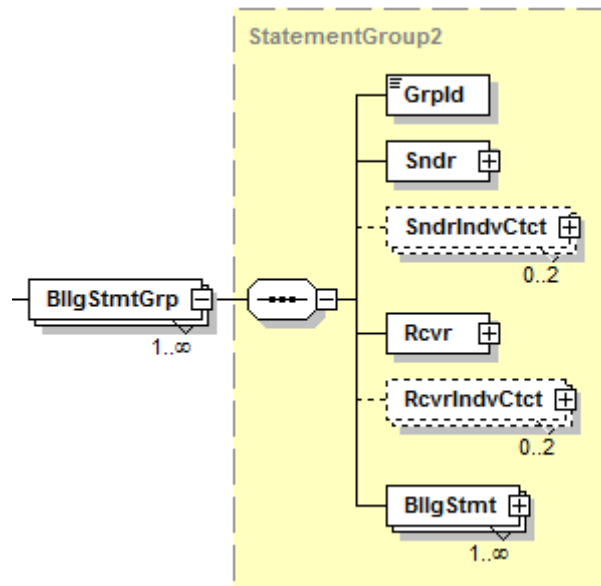 StatementGroup2
GrpId
Sndr
SndrIndvCtct
0..2
BllgStmtGrp
1..∞
Rcvr
RcvrIndvCtct
0..2
BllgStmt
1..∞